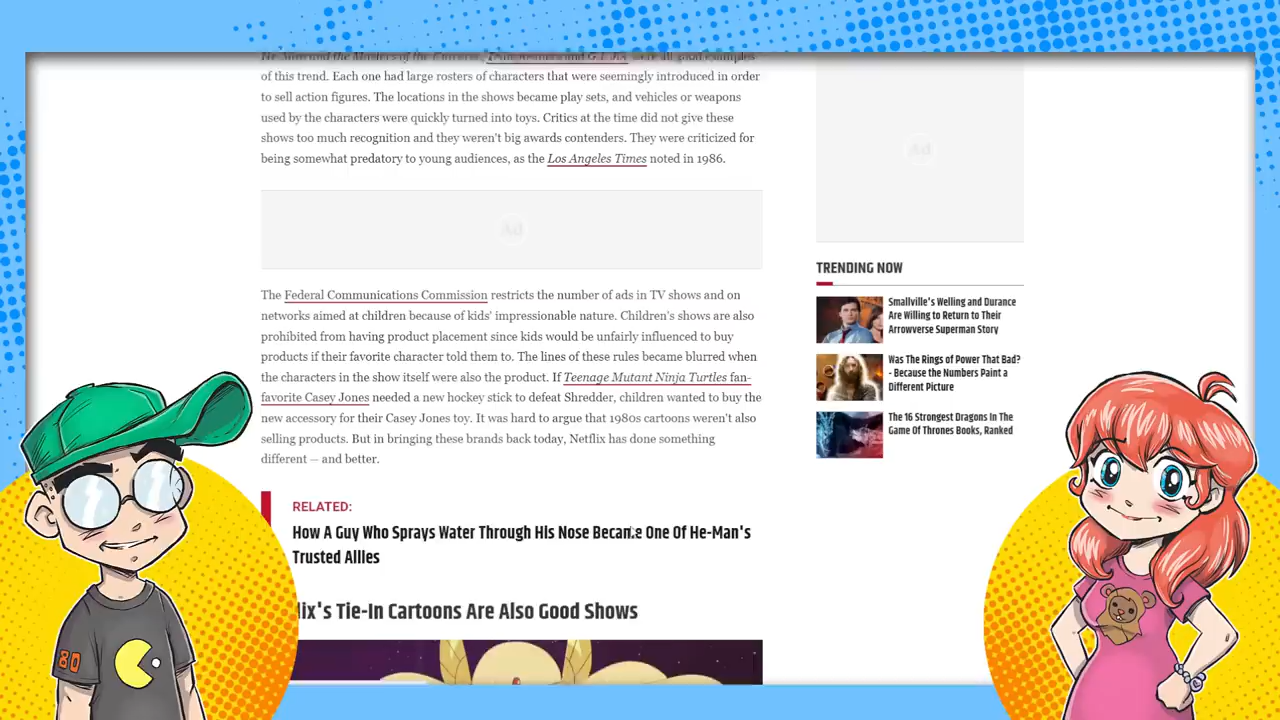 of this trend. Each one had large rosters of characters that were seemingly introduced in order
to sell action figures. The locations in the shows became play sets, and vehicles or weapons
used by the characters were quickly turned into toys. Critics at the time did not give these
shows too much recognition and they weren't big awards contenders. They were criticized for
being somewhat predatory to young audiences, as the Los Angeles Times noted in 1986.
Ad
The Federal Communications Commission restricts the number of ads in TV shows and on
networks aimed at children because of kids' impressionable nature. Children's shows are also
prohibited from having product placement since kids would be unfairly influenced to buy
products if their favorite character told them to. The lines of these rules became blurred when
the characters in the show itself were also the product. If Teenage Mutant Ninja Turtles fan-
favorite Casey Jones needed a new hockey stick to defeat Shredder, children wanted to buy the
new accessory for their Casey Jones toy. It was hard to argue that 1980s cartoons weren't also
selling products. But in bringing these brands back today, Netflix has done something
different — and better.
RELATED:
How A Guy Who Sprays Water Through His Nose Became One Of He-Man's
Trusted Allies
lix's Tie-In Cartoons Are Also Good Shows
Ad
TRENDING NOW
Smallville's Welling and Durance
Are Willing to Return to Their
Arrowverse Superman Story
Was The Rings of Power That Bad?
- Because the Numbers Paint a
Different Picture
The 16 Strongest Dragons In The
Game Of Thrones Books, Ranked
80